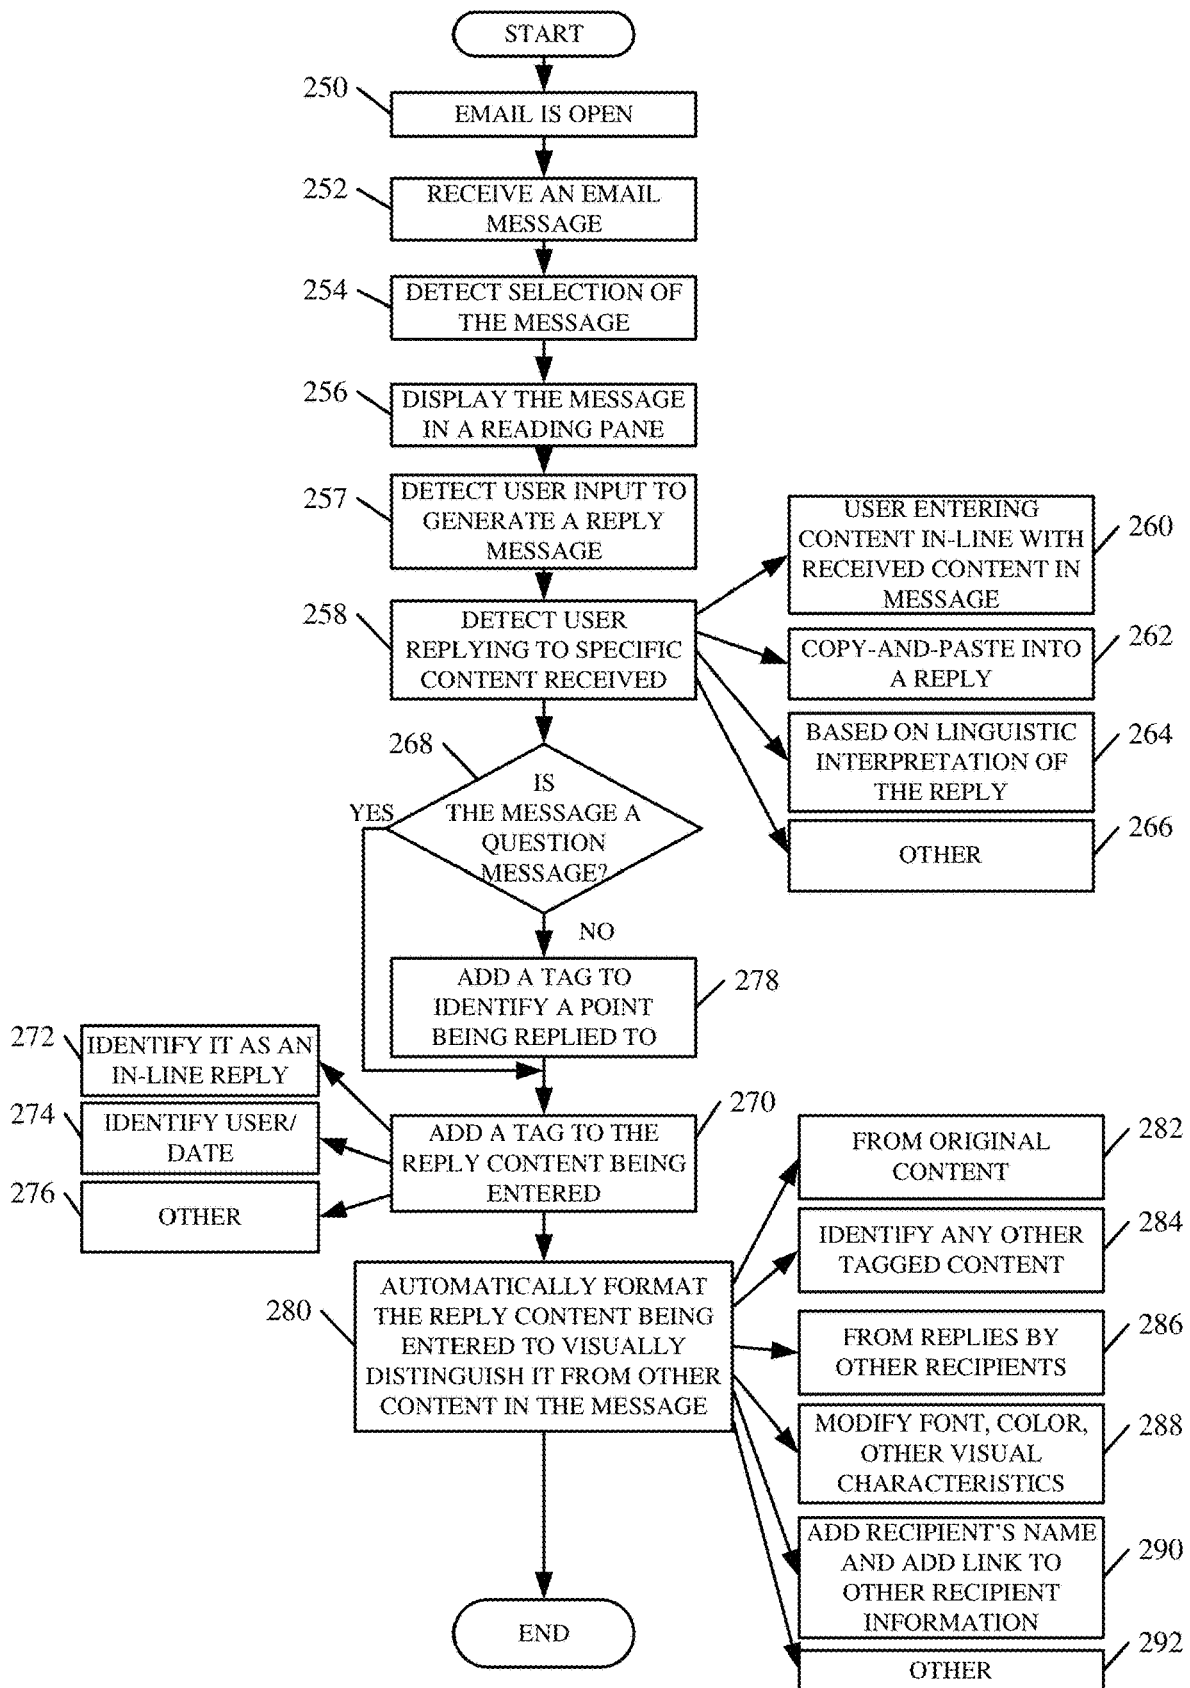 START
250
EMAIL IS OPEN
252
RECEIVE AN EMAIL
MESSAGE
254
DETECT SELECTION OF
THE MESSAGE
256
DISPLAY THE MESSAGE
IN A READING PANE
257
DETECT USER INPUT TO
GENERATE A REPLY
MESSAGE
258
DETECT USER
REPLYING TO SPECIFIC
CONTENT RECEIVED
USER ENTERING
CONTENT IN-LINE WITH
RECEIVED CONTENT IN
MESSAGE
260
COPY-AND-PASTE INTO
A REPLY
262
BASED ON LINGUISTIC
INTERPRETATION OF
THE REPLY
264
OTHER
266
268
IS
THE MESSAGE A
QUESTION
MESSAGE?
YES
NO
ADD A TAG TO
IDENTIFY A POINT
BEING REPLIED TO
278
272
IDENTIFY IT AS AN
IN-LINE REPLY
274
IDENTIFY USER/
DATE
276
OTHER
270
ADD A TAG TO THE
REPLY CONTENT BEING
ENTERED
280
AUTOMATICALLY FORMAT
THE REPLY CONTENT BEING
ENTERED TO VISUALLY
DISTINGUISH IT FROM OTHER
CONTENT IN THE MESSAGE
FROM ORIGINAL
CONTENT
282
IDENTIFY ANY OTHER
TAGGED CONTENT
284
FROM REPLIES BY
OTHER RECIPIENTS
286
MODIFY FONT, COLOR,
OTHER VISUAL
CHARACTERISTICS
288
ADD RECIPIENT'S NAME
AND ADD LINK TO
OTHER RECIPIENT
INFORMATION
290
OTHER
292
END